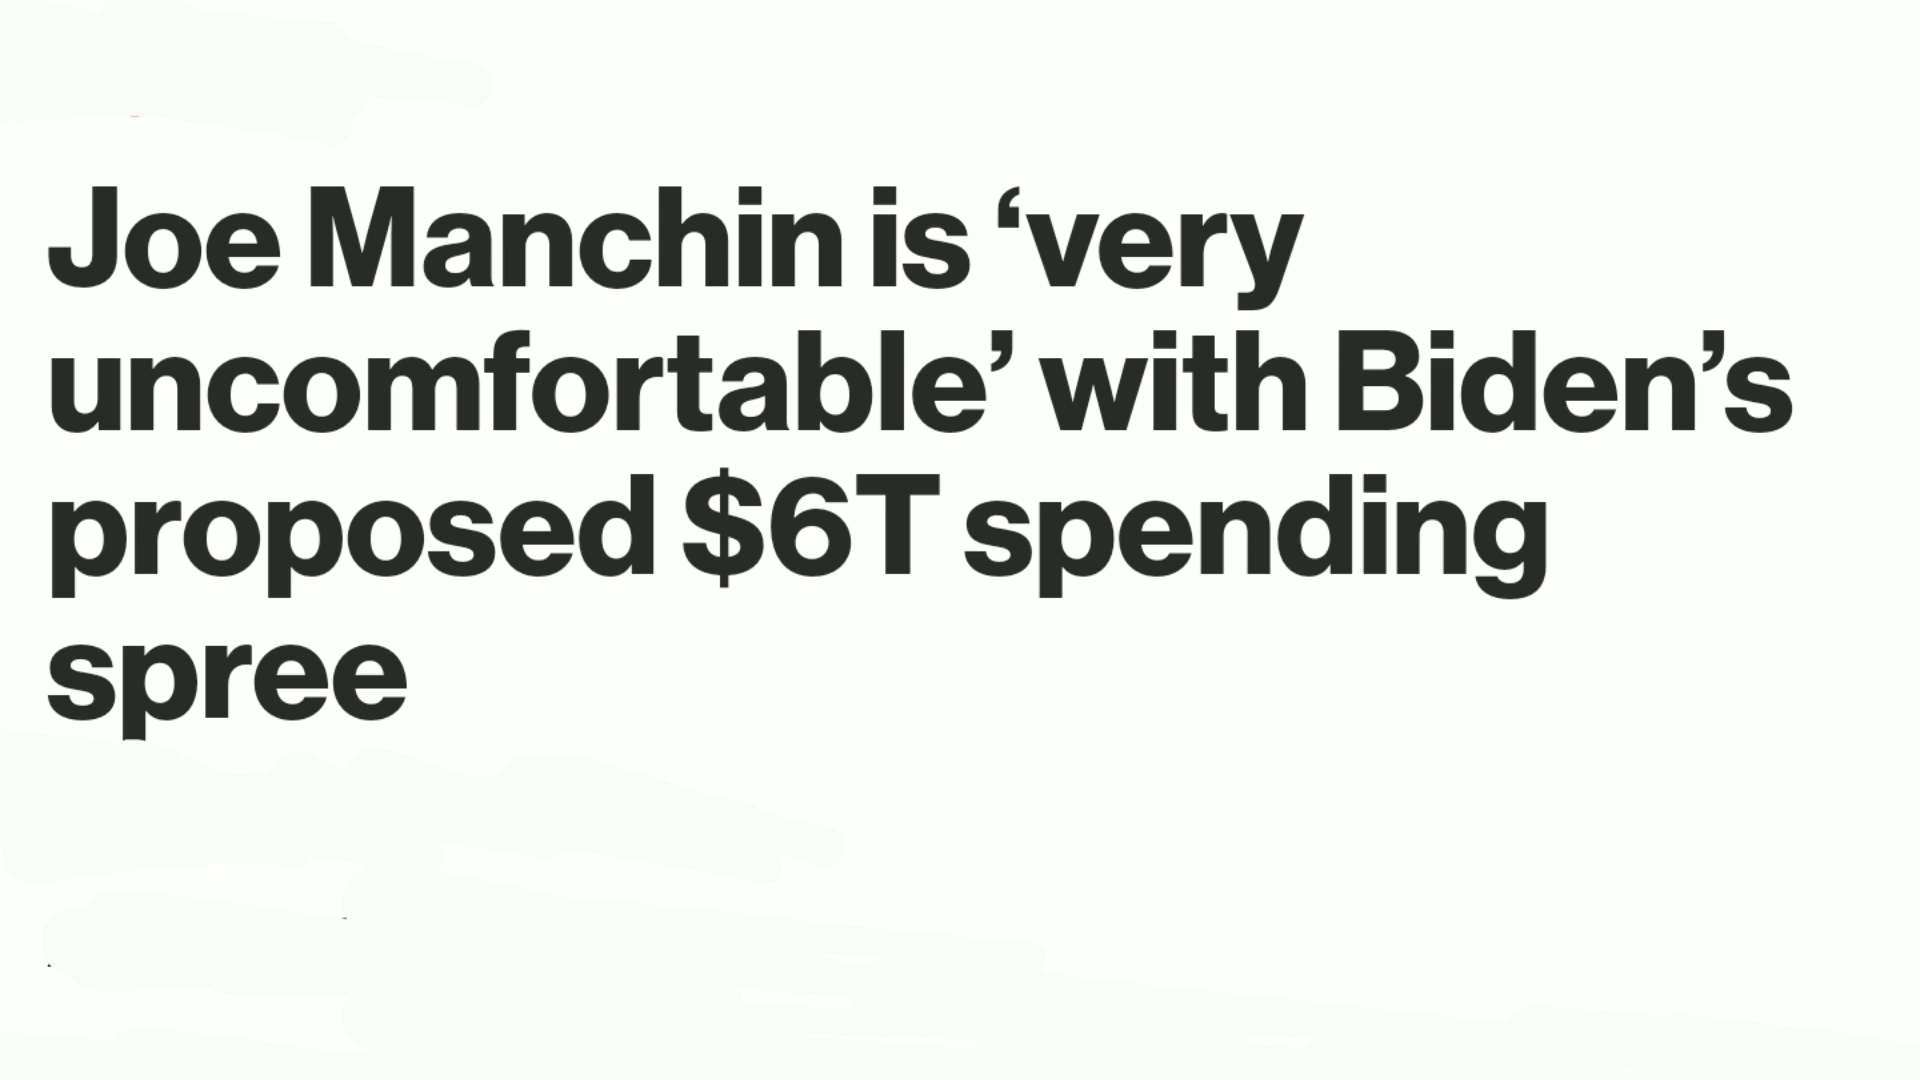 Joe Manchin is ‘very
uncomfortable’ with Biden’s
proposed $6T spending
spree